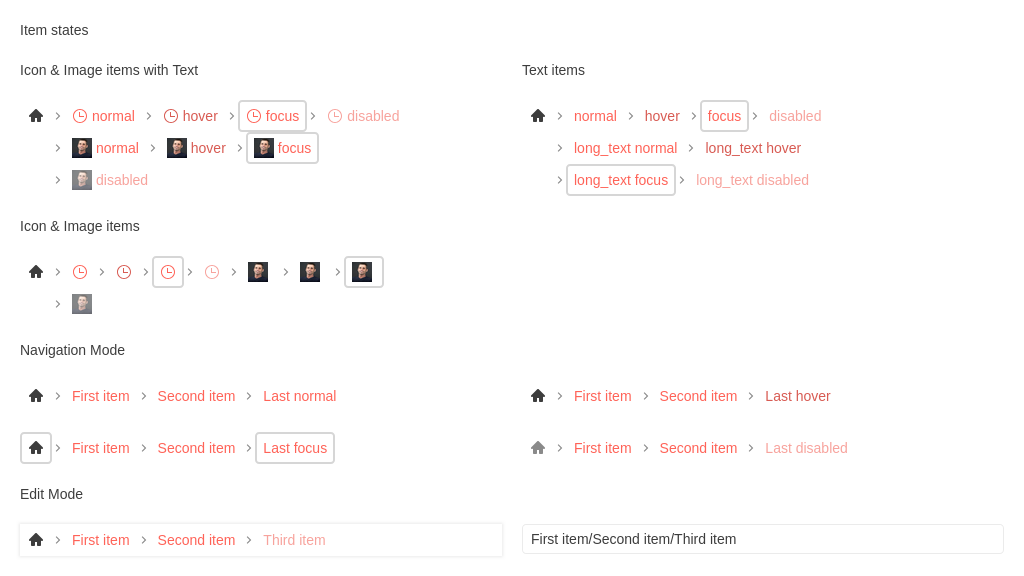 Item states
Icon & Image items with Text
normal hover focus disabled
normal hover focus
disabled
Text items
normal hover focus disabled
long_text normal long_text hover
long_text focus long_text disabled
Icon & Image items
Navigation Mode
First item Second item Last normal
First item Second item Last hover
First item Second item Last focus
First item Second item Last disabled
Edit Mode
First item Second item Third item
First item/Second item/Third item